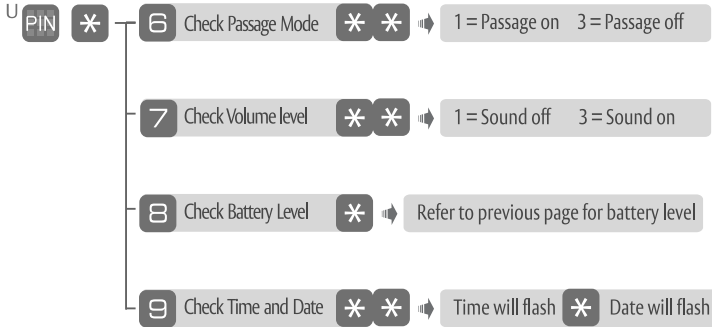 U PIN * 6 Check Passage Mode * * 1 = Passage on 3 = Passage off
7 Check Volume level * * 1 = Sound off 3 = Sound on
8 Check Battery Level * Refer to previous page for battery level
9 Check Time and Date * * Time will flash * Date will flash